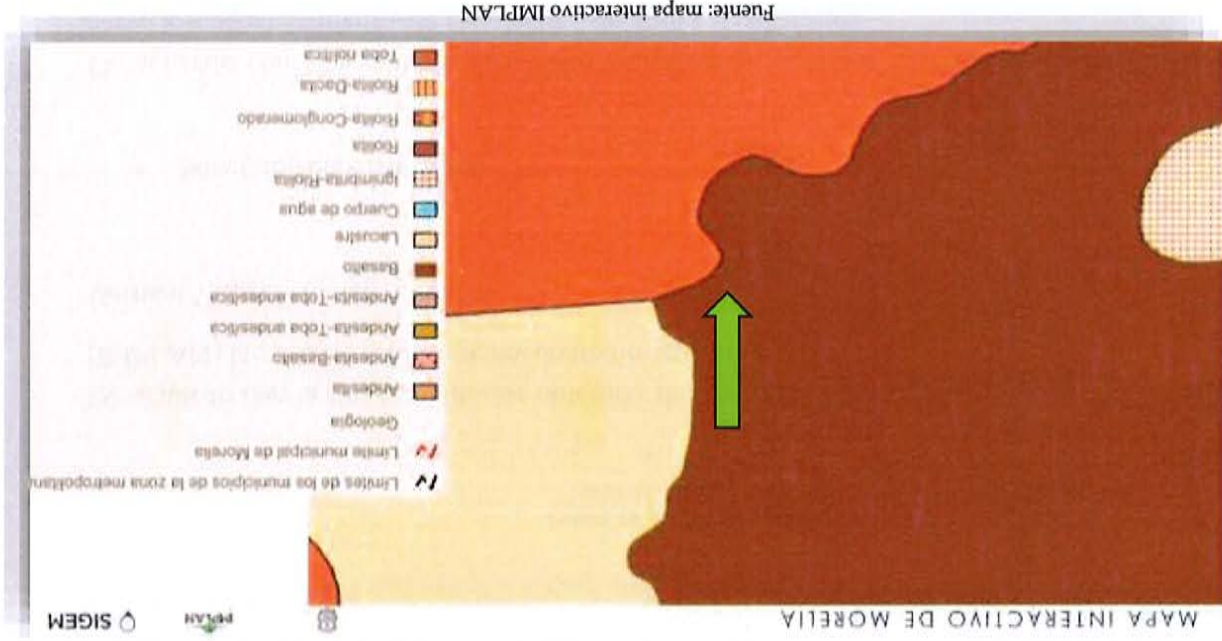 MAPA INTERACTIVO DE MORELIA
IMPLAN
SIGEM
Límites de los municipios de la zona metropolitan
Límite municipal de Morelia
Geología
Andesita
Andesita-Basalto
Andesita-Toba andesítica
Andesita-Toba andesítica
Basalto
Lacustre
Cuerpo de agua
Ignimbrita-Riolita
Riolita
Riolita-Conglomerado
Riolita-Dacita
Toba riolítica
Fuente: mapa interactivo IMPLAN